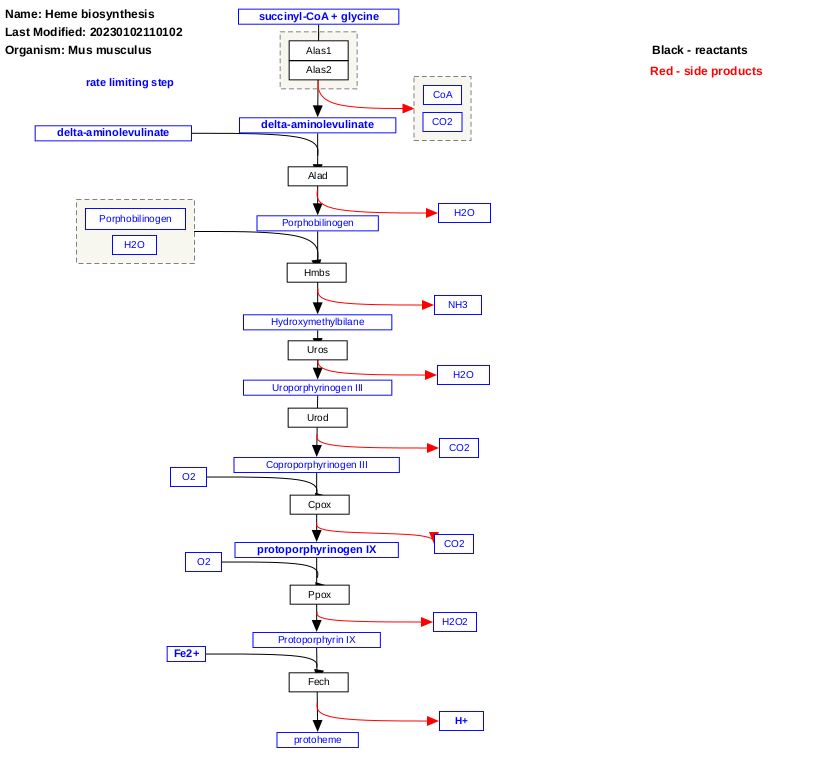 Name: Heme biosynthesis
Last Modified: 20230102110102
Organism: Mus musculus
succinyl-CoA + glycine
Alas1
Alas2
Black - reactants
Red - side products
rate limiting step
CoA
CO2
delta-aminolevulinate
delta-aminolevulinate
Alad
Porphobilinogen
H2O
Porphobilinogen
H2O
Hmbs
NH3
Hydroxymethylbilane
Uros
H2O
Uroporphyrinogen III
Urod
CO2
Coproporphyrinogen III
O2
Cpox
CO2
protoporphyrinogen IX
O2
Ppox
H2O2
Protoporphyrin IX
Fe2+
Fech
H+
protoheme